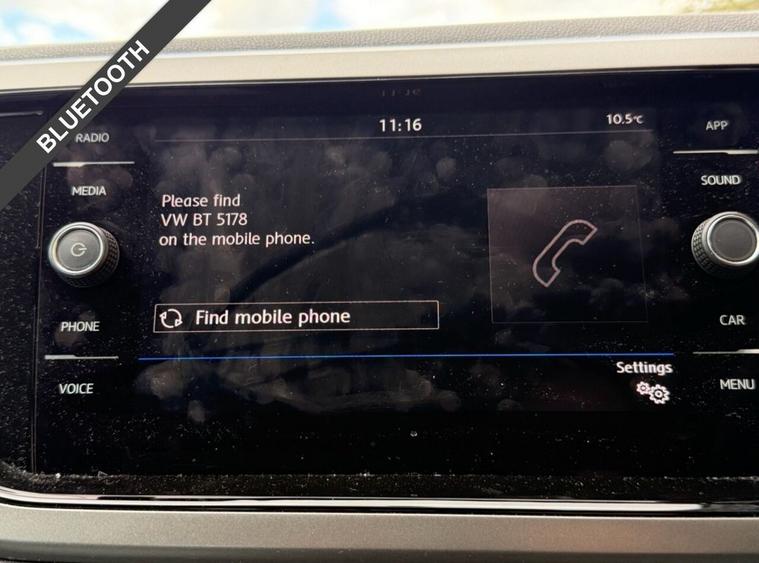 BLUETOOTH
RADIO
11:16
10.5°C
APP
MEDIA
SOUND
Please find
VW BT 5178
on the mobile phone.
PHONE
Find mobile phone
CAR
VOICE
Settings
MENU